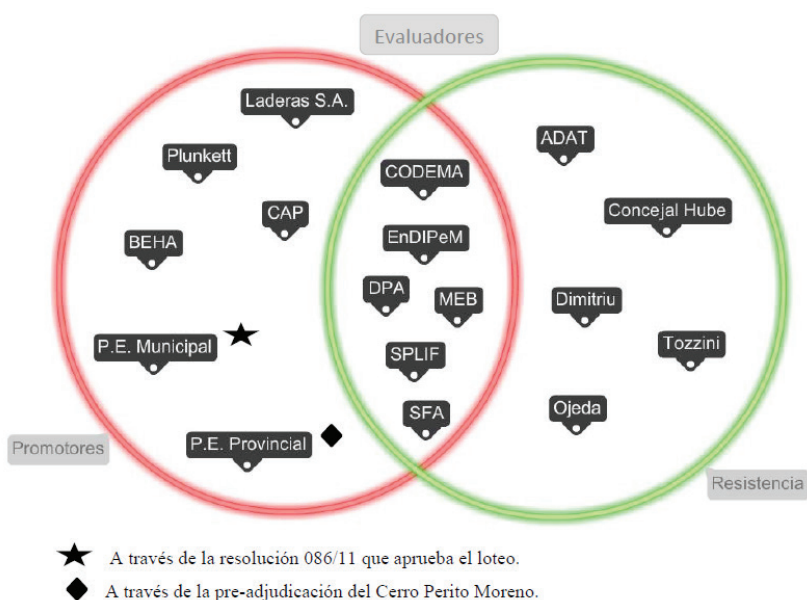 Evaluadores
Laderas S.A.
Plunkett
CAP
BEHA
P.E. Municipal
P.E. Provincial
Promotores
CODEMA
EnDIPeM
DPA
MEB
SPLIF
SFA
ADAT
Concejal Hube
Dimitriu
Tozzini
Ojeda
Resistencia
A través de la resolución 086/11 que aprueba el loteo.
A través de la pre-adjudicación del Cerro Perito Moreno.